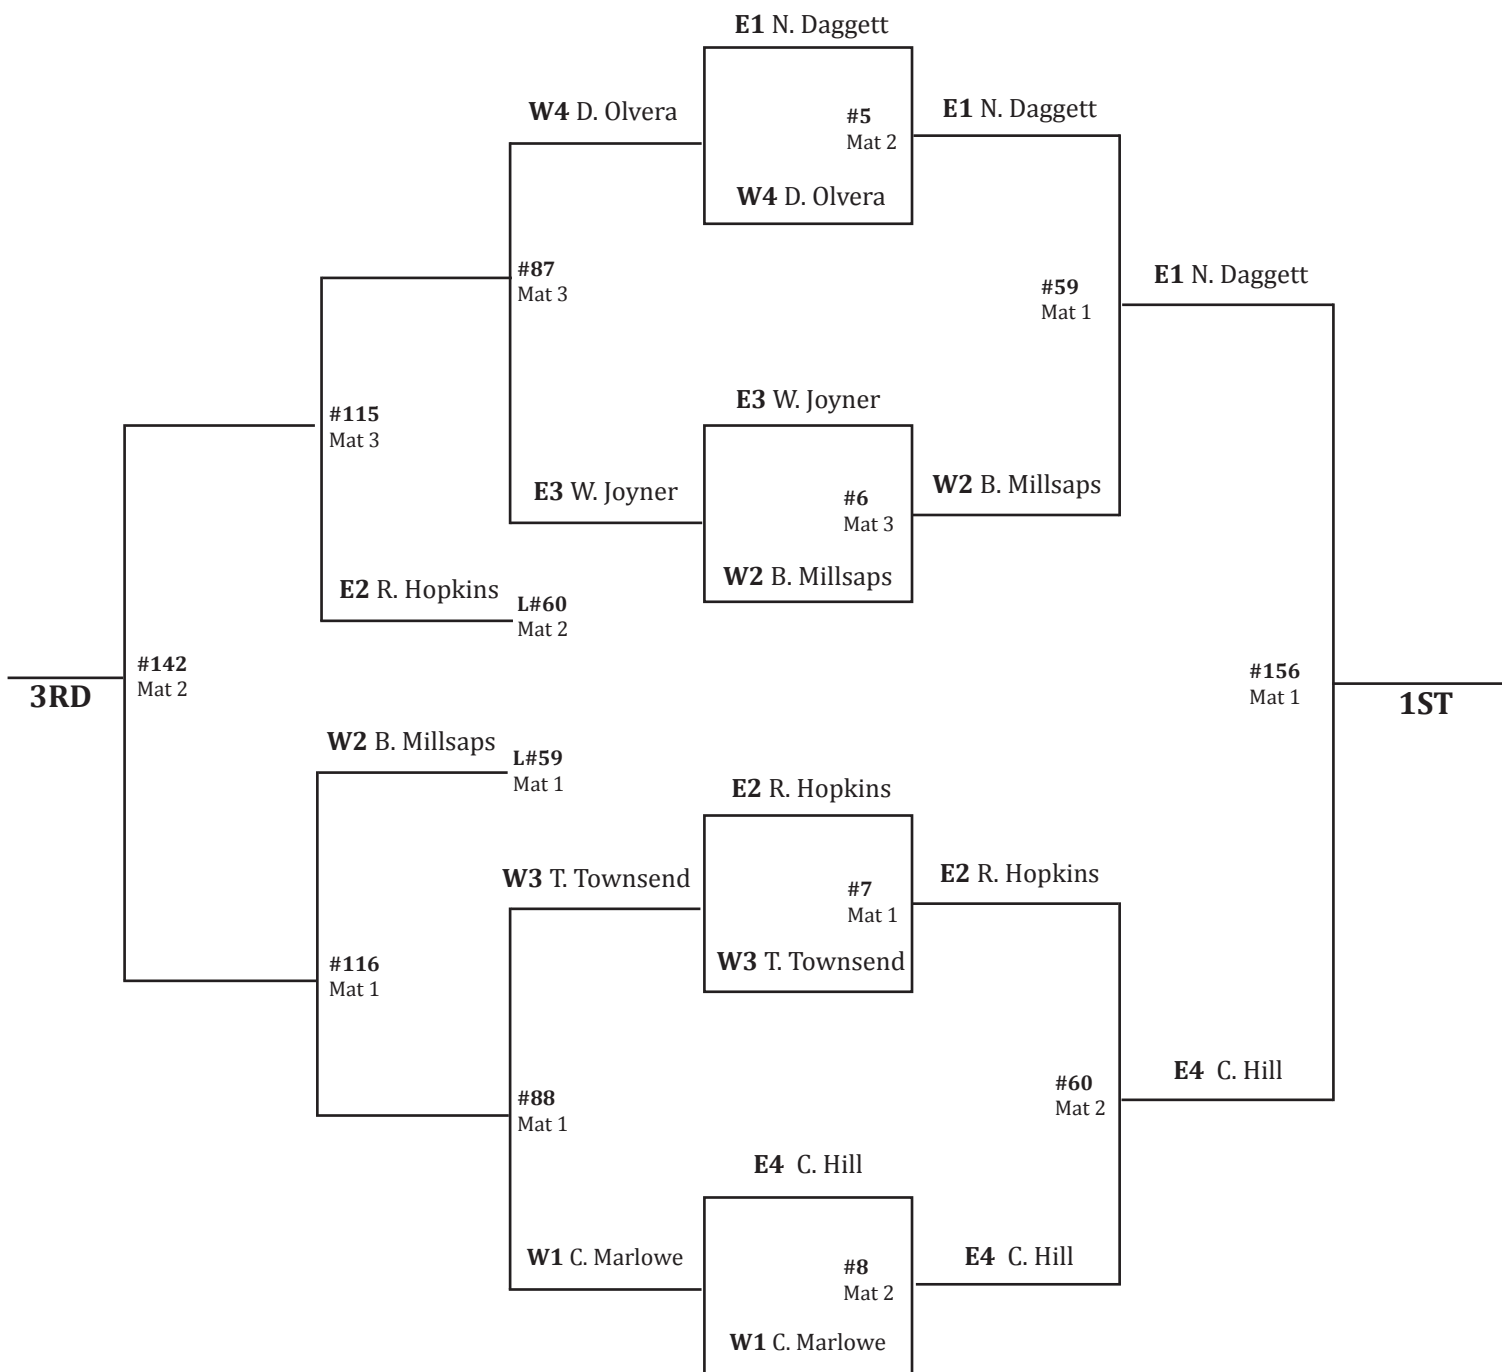 E1 N. Daggett
W4 D. Olvera
#5
Mat 2
E1 N. Daggett
W4 D. Olvera
#87
Mat 3
#59
Mat 1
E1 N. Daggett
E3 W. Joyner
#115
Mat 3
E3 W. Joyner
#6
Mat 3
W2 B. Millsaps
W2 B. Millsaps
E2 R. Hopkins
L#60
Mat 2
#142
Mat 2
3RD
#156
Mat 1
1ST
W2 B. Millsaps
L#59
Mat 1
E2 R. Hopkins
W3 T. Townsend
#7
Mat 1
E2 R. Hopkins
W3 T. Townsend
#116
Mat 1
#88
Mat 1
#60
Mat 2
E4 C. Hill
E4 C. Hill
W1 C. Marlowe
#8
Mat 2
E4 C. Hill
W1 C. Marlowe